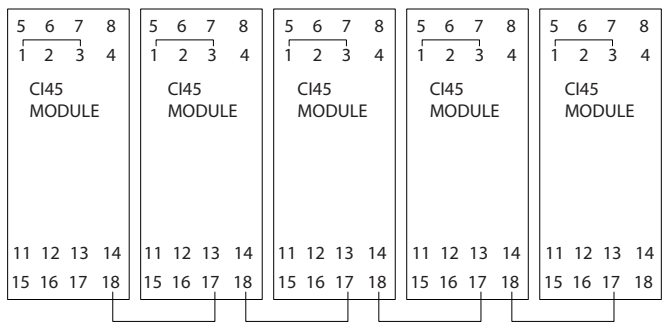 5 6 7 8 5 6 7 8 5 6 7 8 5 6 7 8 5 6 7 8
1 2 3 4 1 2 3 4 1 2 3 4 1 2 3 4 1 2 3 4
CI45 CI45 CI45 CI45 CI45
MODULE MODULE MODULE MODULE MODULE
11 12 13 14 11 12 13 14 11 12 13 14 11 12 13 14 11 12 13 14
15 16 17 18 15 16 17 18 15 16 17 18 15 16 17 18 15 16 17 18